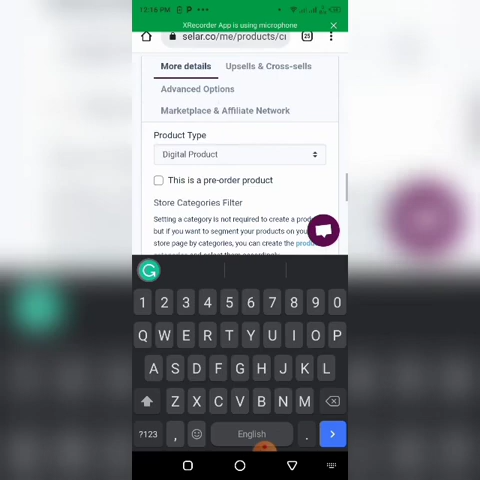 12:16 PM
XRecorder App is using microphone
selar.co/me/products/cr
25
More details
Upsells & Cross-sells
Advanced Options
Marketplace & Affiliate Network
Product Type
Digital Product
This is a pre-order product
Store Categories Filter
Setting a category is not required to create a
but if you want to segment your products on
store page by categories, you can create the
1 2 3 4 5 6 7 8 9 0
Q W E R T Y U I O P
A S D F G H J K L
Z X C V B N M
?123 , English .